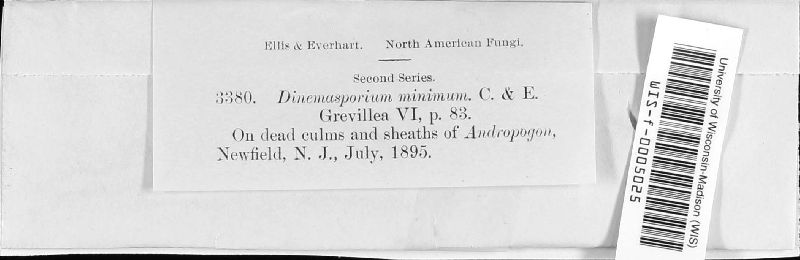 Ellis & Everhart. North American Fungi.
Second Series.
3380. Dinemasporium minimum. C. & E.
Grevillea VI, p. 83.
On dead culms and sheaths of Andropogon,
Newfield, N. J., July, 1895.
University of Wisconsin-Madison (WIS)
WIS-f-0005025